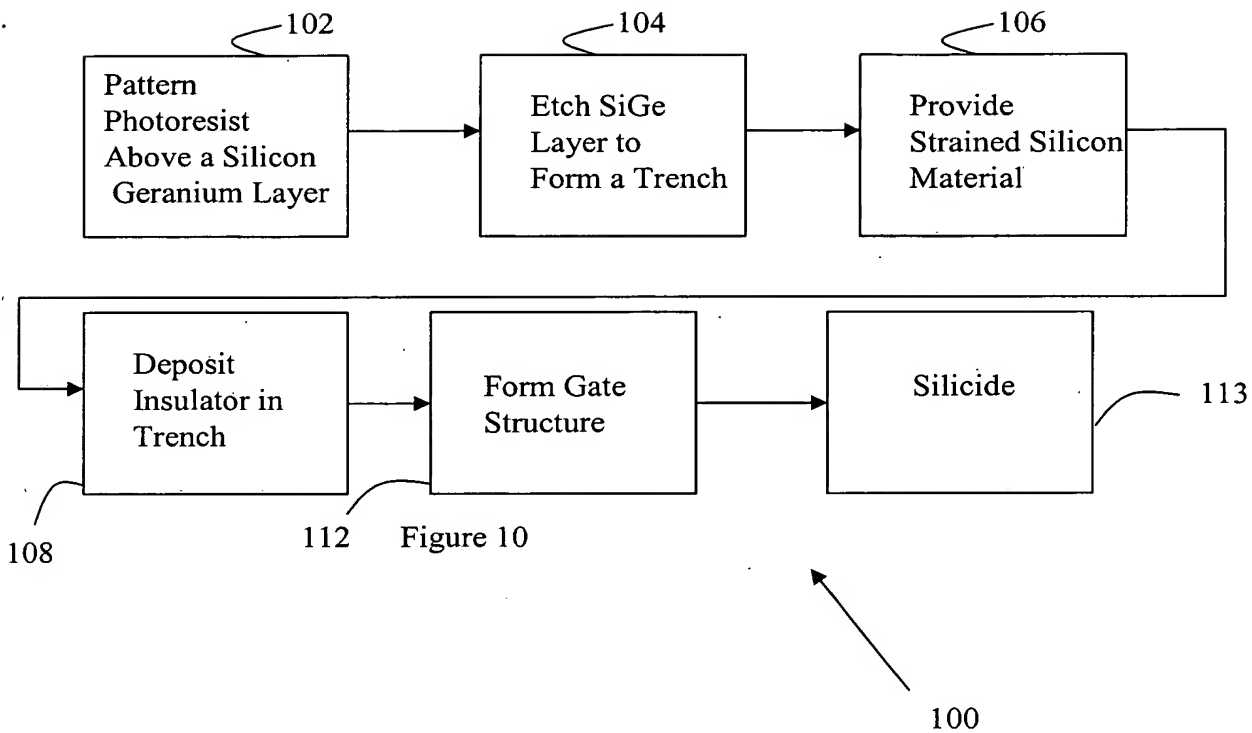 102
104
106
Pattern
Photoresist
Above a Silicon
Geranium Layer
Etch SiGe
Layer to
Form a Trench
Provide
Strained Silicon
Material
Deposit
Insulator in
Trench
Form Gate
Structure
Silicide
113
108
112
Figure 10
100